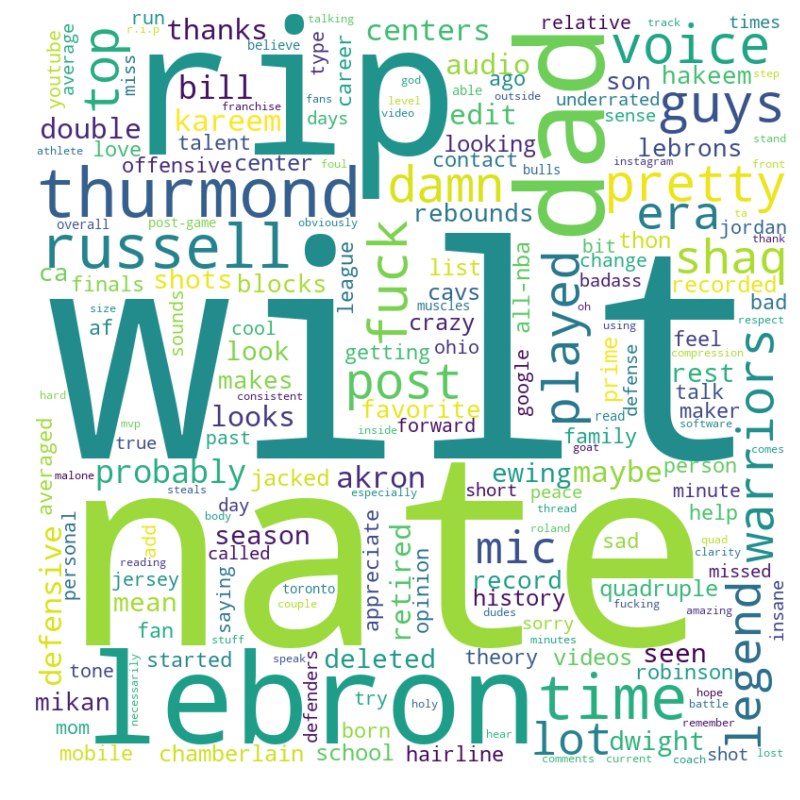 wilt
nate
rip
lebron
dad
thurmond
russell
guys
voice
pretty
shaq
time
era
damn
fuck
post
played
warriors
legend
mic
lot
top
thanks
bill
kareem
double
centers
audio
edit
relative
times
run
r.i.p
talking
track
step
youtube
average
miss
believe
type
career
ago
son
hakeem
underrated
sense
god
able
outside
level
fans
video
franchise
days
looking
contact
bulls
lebrons
instagram
stand
front
athlete
love
talent
offensive
center
foul
rebounds
overall
post-game
obviously
ca
finals
shots
blocks
league
list
cavs
muscles
crazy
all-nba
oh
bit
change
badass
thon
recorded
ta
thank
jordan
bad
size
af
sounds
cool
look
makes
looks
getting
ohio
favorite
forward
google
using
prime
read
defense
feel
respect
compression
rest
talk
maker
software
family
hard
mvp
consistent
true
past
inside
goat
comes
insane
averaged
malone
probably
jacked
akron
ewing
maybe
person
steals
especially
short
peace
minute
help
day
body
season
called
thread
roland
sad
quad
clarity
missed
defensive
personal
add
reading
jersey
mean
fan
saying
toronto
couple
stuff
appreciate
retired
opinion
record
history
dudes
fucking
sorry
minutes
quadruple
amazing
tone
started
necessarily
speak
defenders
deleted
theory
videos
seen
robinson
hope
battle
remember
mikan
mom
try
holy
born
hear
mobile
chamberlain
school
hairline
comments
current
coach
dwight
shot
lost